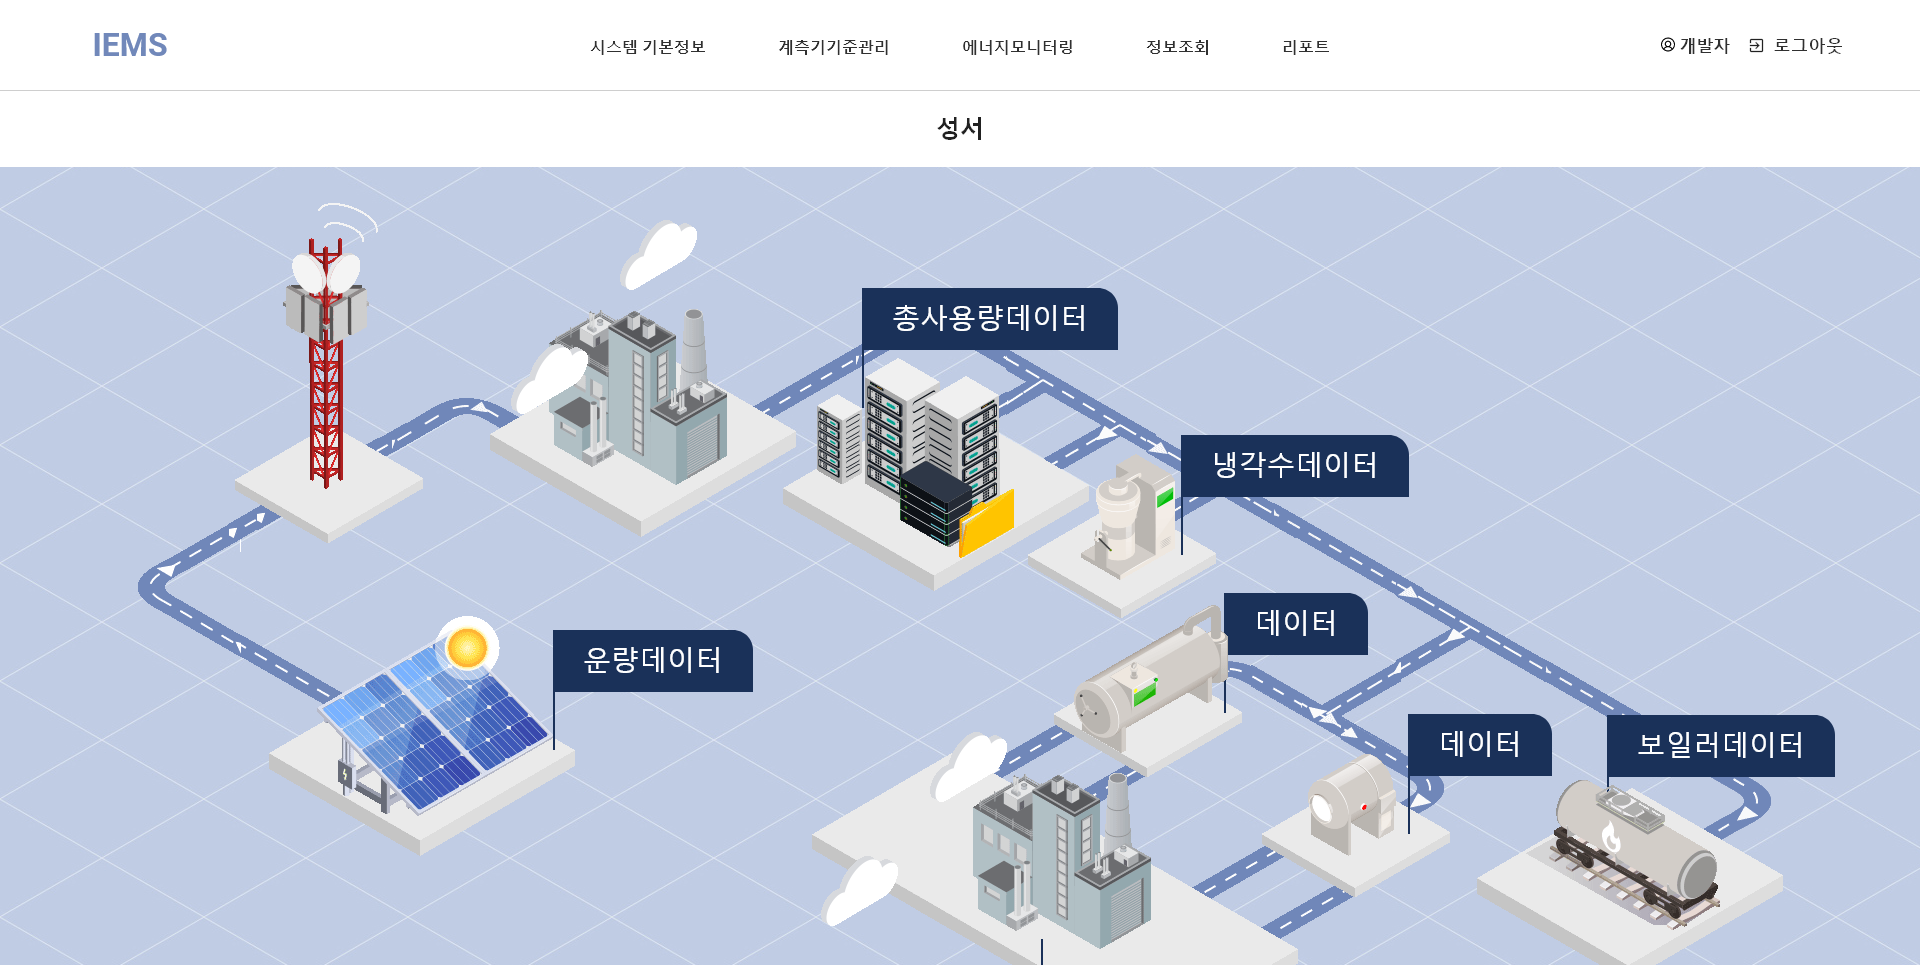 IEMS
시스템 기본정보
계측기기준관리
에너지모니터링
정보조회
리포트
개발자
로그아웃
성서
총사용량데이터
냉각수데이터
데이터
운량데이터
데이터
보일러데이터